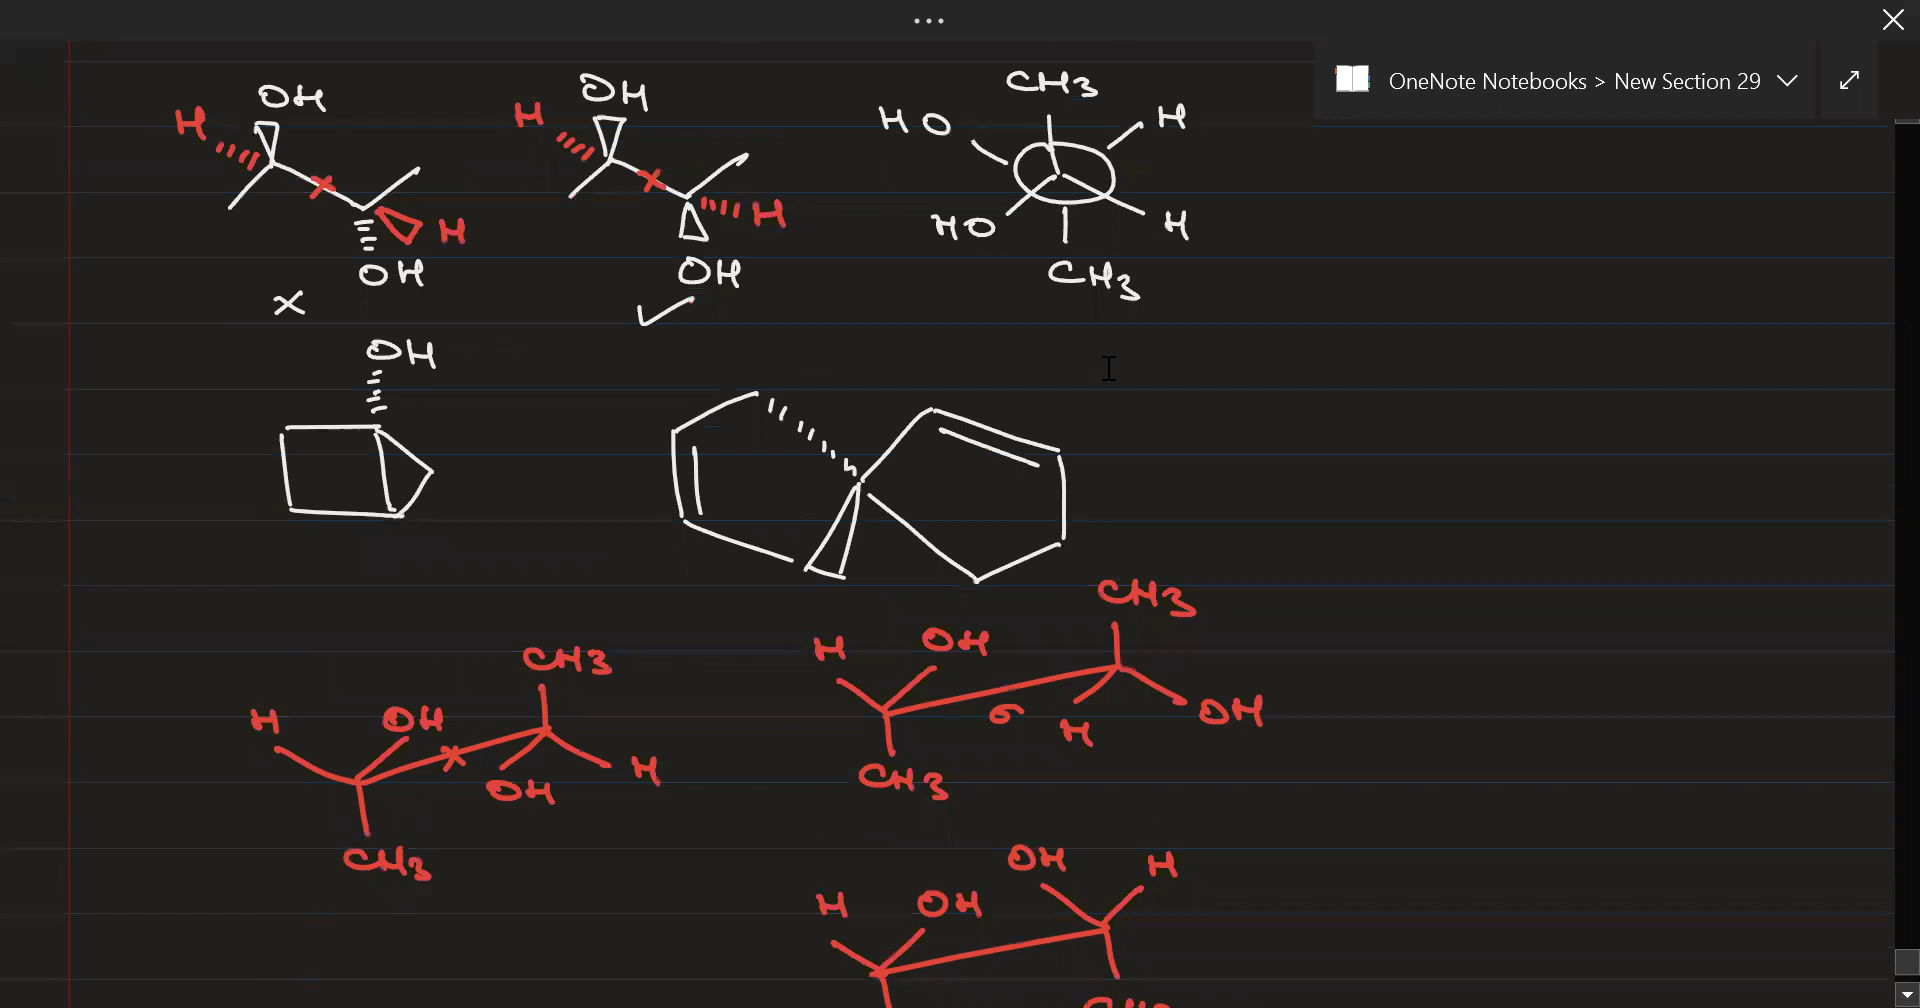 ...
OneNote Notebooks > New Section 29
OH
H
H
OH
X
OH
H
H
OH
CH3
HO
H
HO
H
CH3
OH
CH3
H
OH
OH
H
CH3
CH3
H
OH
σ
H
OH
CH3
OH
H
H
OH